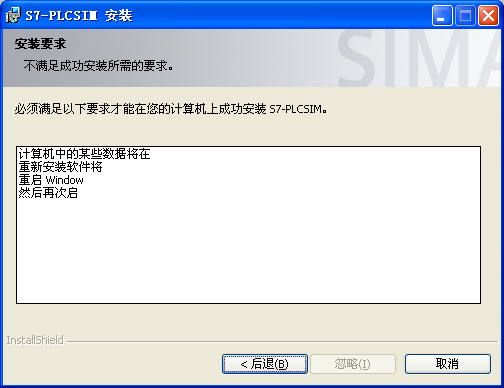 S7-PLCSIM 安装
安装要求
不满足成功安装所需的要求。
SIMA
必须满足以下要求才能在您的计算机上成功安装 S7-PLCSIM。
计算机中的某些数据将在
重新安装软件将
重启 Window
然后再次启
InstallShield
< 后退(B)
忽略(I)
取消